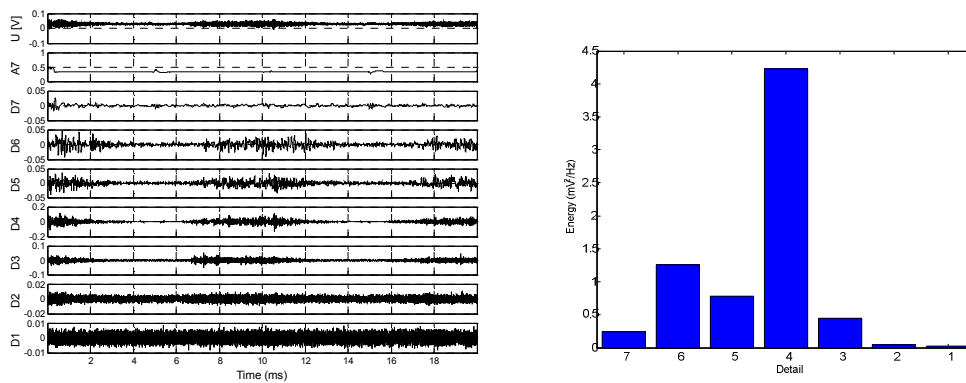 0.1
0
-0.1
U [V]
1
0.5
0
A7
0.05
0
-0.05
D7
0.05
0
-0.05
D6
0.05
0
-0.05
D5
0.2
0
-0.2
D4
0.1
0
-0.1
D3
0.02
0
-0.02
D2
0.01
0
-0.01
D1
2 4 6 8 10 12 14 16 18
Time (ms)
4.5
4
3.5
3
2.5
2
1.5
1
0.5
0
Energy (mV²/Hz)
7 6 5 4 3 2 1
Detail